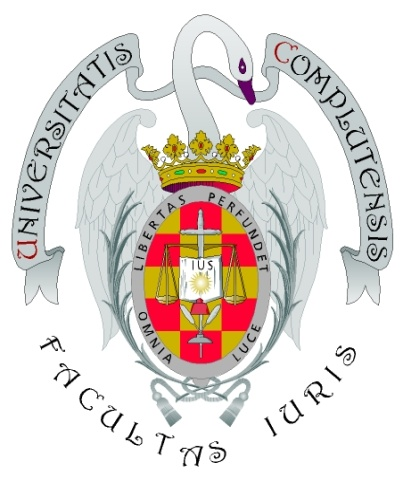 UNIVERSITATIS COMPLUTENSIS
LIBERTAS PERFUNDET
OMNIA LUCE
IUS
FACULTAS IURIS